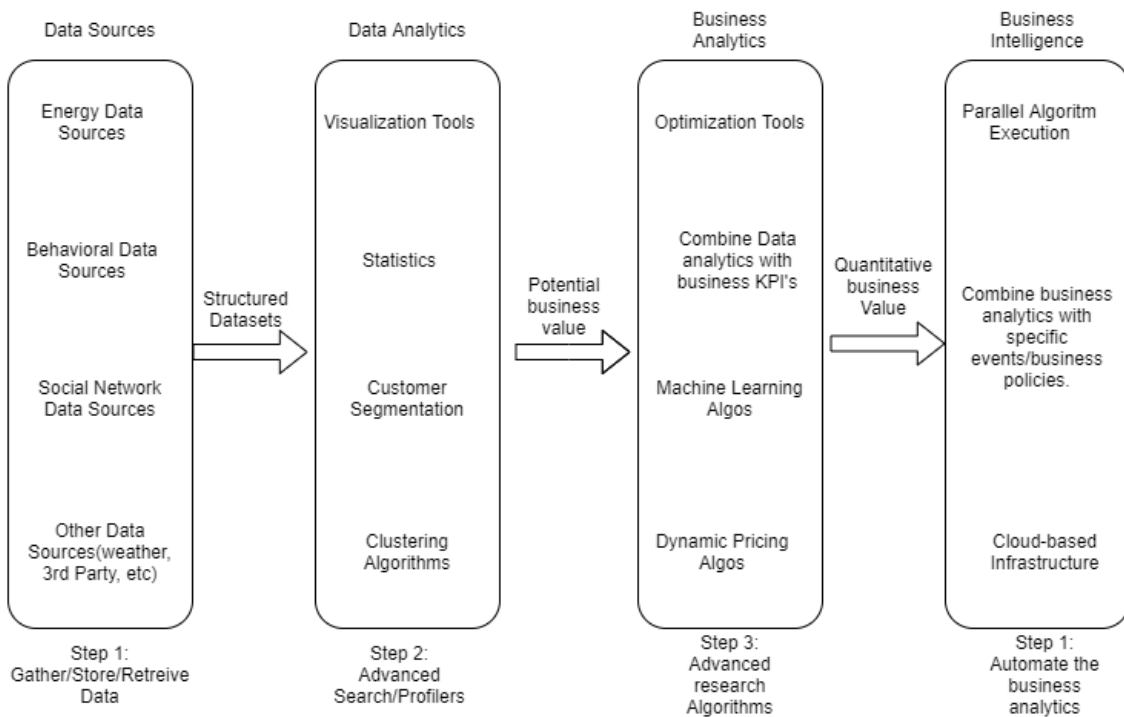 Data Sources
Energy Data
Sources
Behavioral Data
Sources
Social Network
Data Sources
Other Data
Sources(weather,
3rd Party, etc)
Step 1:
Gather/Store/Retreive
Data
Structured
Datasets
Data Analytics
Visualization Tools
Statistics
Customer
Segmentation
Clustering
Algorithms
Step 2:
Advanced
Search/Profilers
Potential
business
value
Business
Analytics
Optimization Tools
Combine Data
analytics with
business KPI's
Machine Learning
Algos
Dynamic Pricing
Algos
Step 3:
Advanced
research
Algorithms
Quantitative
business
Value
Business
Intelligence
Parallel Algoritm
Execution
Combine business
analytics with
specific
events/business
policies.
Cloud-based
Infrastructure
Step 1:
Automate the
business
analytics